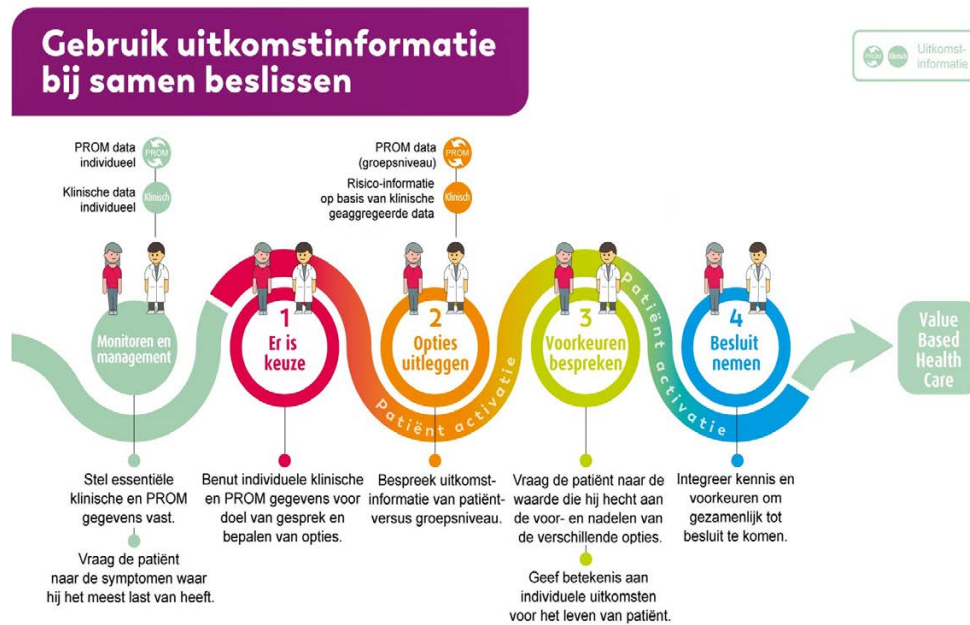 Gebruik uitkomstinformatie
bij samen beslissen
PROM
Klinisch
Uitkomst-
informatie
PROM data
individueel
PROM
Klinische data
individueel
Klinisch
PROM data
(groepsniveau)
PROM
Risico-informatie
op basis van klinische
geaggregeerde data
Klinisch
Monitoren en
management
1
Er is
keuze
2
Opties
uitleggen
3
Voorkeuren
bespreken
4
Besluit
nemen
Patiënt activatie
Patiënt activatie
Value
Based
Health
Care
Stel essentiële
klinische en PROM
gegevens vast.
Vraag de patiënt
naar de symptomen waar
hij het meest last van heeft.
Benut individuele klinische
en PROM gegevens voor
doel van gesprek en
bepalen van opties.
Bespreek uitkomst-
informatie van patiënt-
versus groepsniveau.
Vraag de patiënt naar de
waarde die hij hecht aan
de voor- en nadelen van
de verschillende opties.
Geef betekenis aan
individuele uitkomsten
voor het leven van patiënt.
Integreer kennis en
voorkeuren om
gezamenlijk tot
besluit te komen.